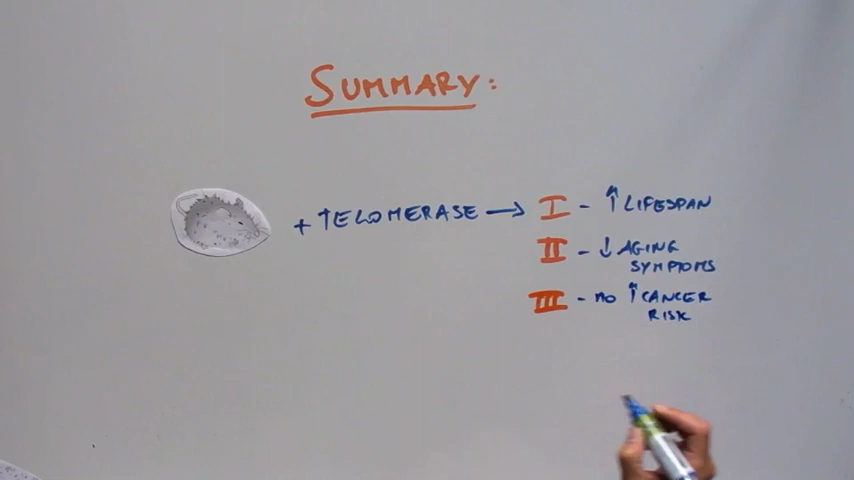 SUMMARY:
+ TELOMERASE → I - ↑ LIFESPAN
II - ↓ AGING
SYMPTOMS
III - no ↑ CANCER
RISK